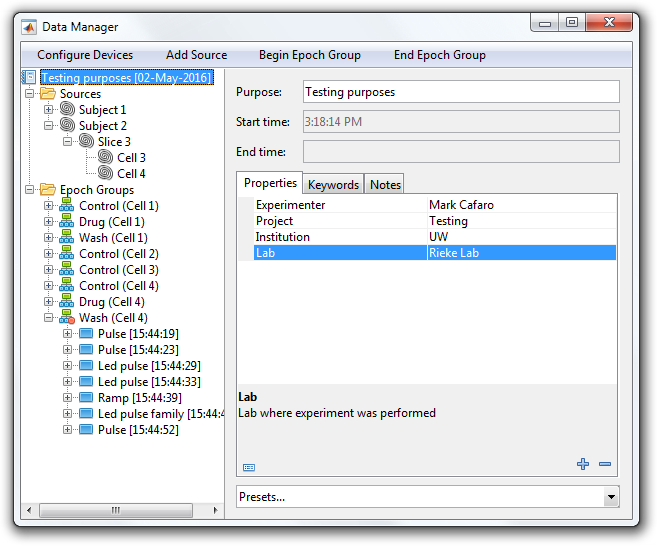 Data Manager
Configure Devices Add Source Begin Epoch Group End Epoch Group
Testing purposes [02-May-2016]
Sources
Subject 1
Subject 2
Slice 3
Cell 3
Cell 4
Epoch Groups
Control (Cell 1)
Drug (Cell 1)
Wash (Cell 1)
Control (Cell 2)
Control (Cell 3)
Control (Cell 4)
Drug (Cell 4)
Wash (Cell 4)
Pulse [15:44:19]
Pulse [15:44:23]
Led pulse [15:44:29]
Led pulse [15:44:33]
Ramp [15:44:39]
Led pulse family [15:44:4
Pulse [15:44:52]
Purpose: Testing purposes
Start time: 3:18:14 PM
End time:
Properties Keywords Notes
Experimenter Mark Cafaro
Project Testing
Institution UW
Lab Rieke Lab
Lab
Lab where experiment was performed
Presets...